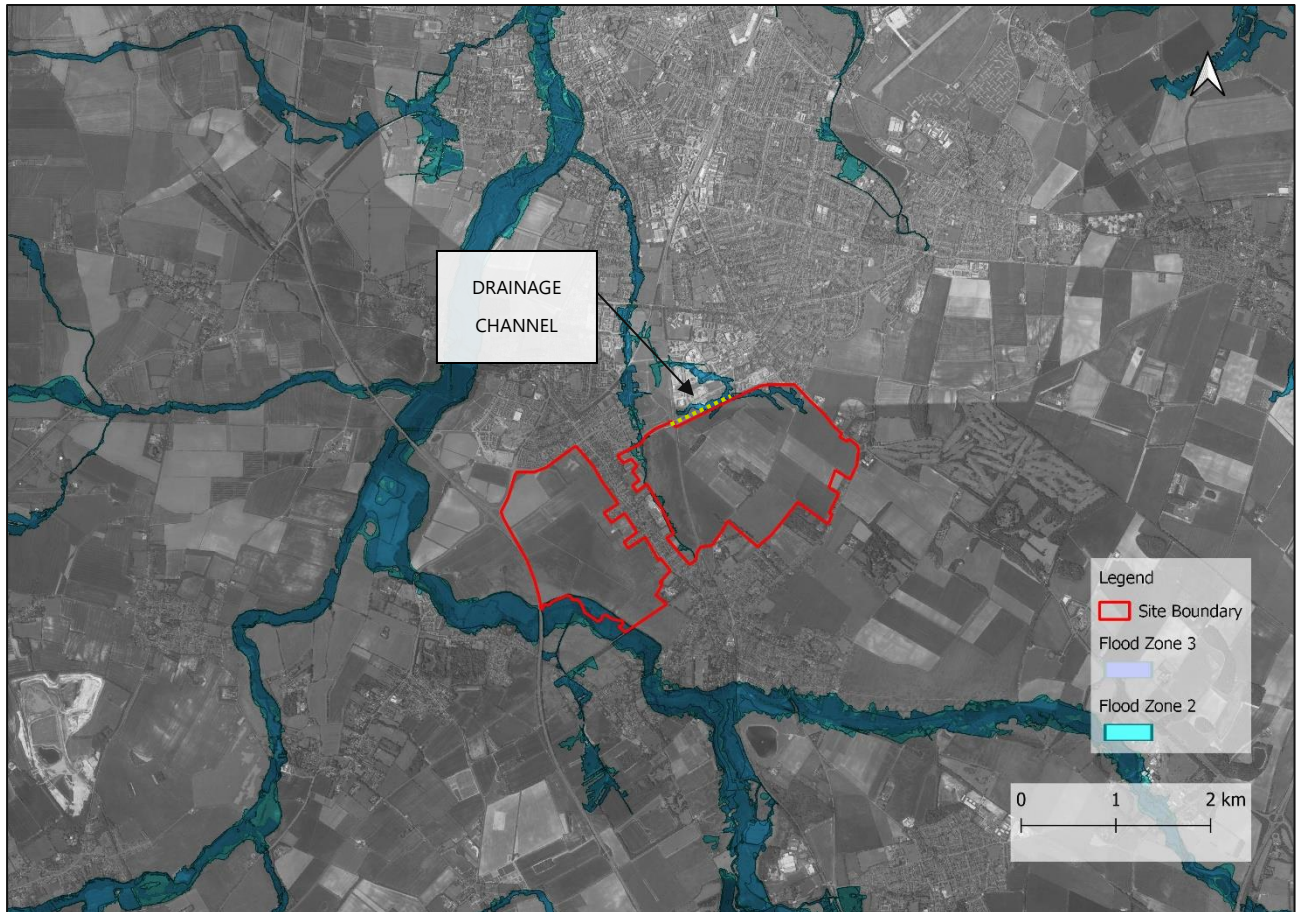 DRAINAGE
CHANNEL
Legend
Site Boundary
Flood Zone 3
Flood Zone 2
0 1 2 km